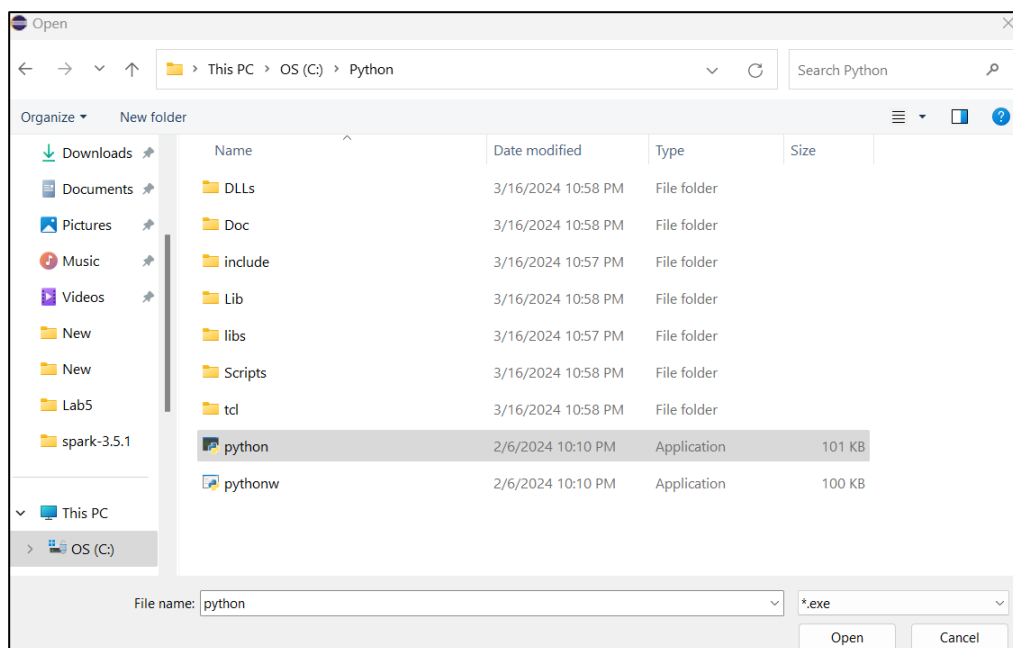 Open
This PC > OS (C:) > Python
Search Python
Organize New folder
Name Date modified Type Size
Downloads
Documents
Pictures
Music
Videos
New
New
Lab5
spark-3.5.1
This PC
OS (C:)
DLLs 3/16/2024 10:58 PM File folder
Doc 3/16/2024 10:58 PM File folder
include 3/16/2024 10:57 PM File folder
Lib 3/16/2024 10:58 PM File folder
libs 3/16/2024 10:57 PM File folder
Scripts 3/16/2024 10:58 PM File folder
tcl 3/16/2024 10:58 PM File folder
python 2/6/2024 10:10 PM Application 101 KB
pythonw 2/6/2024 10:10 PM Application 100 KB
File name: python *.exe
Open Cancel